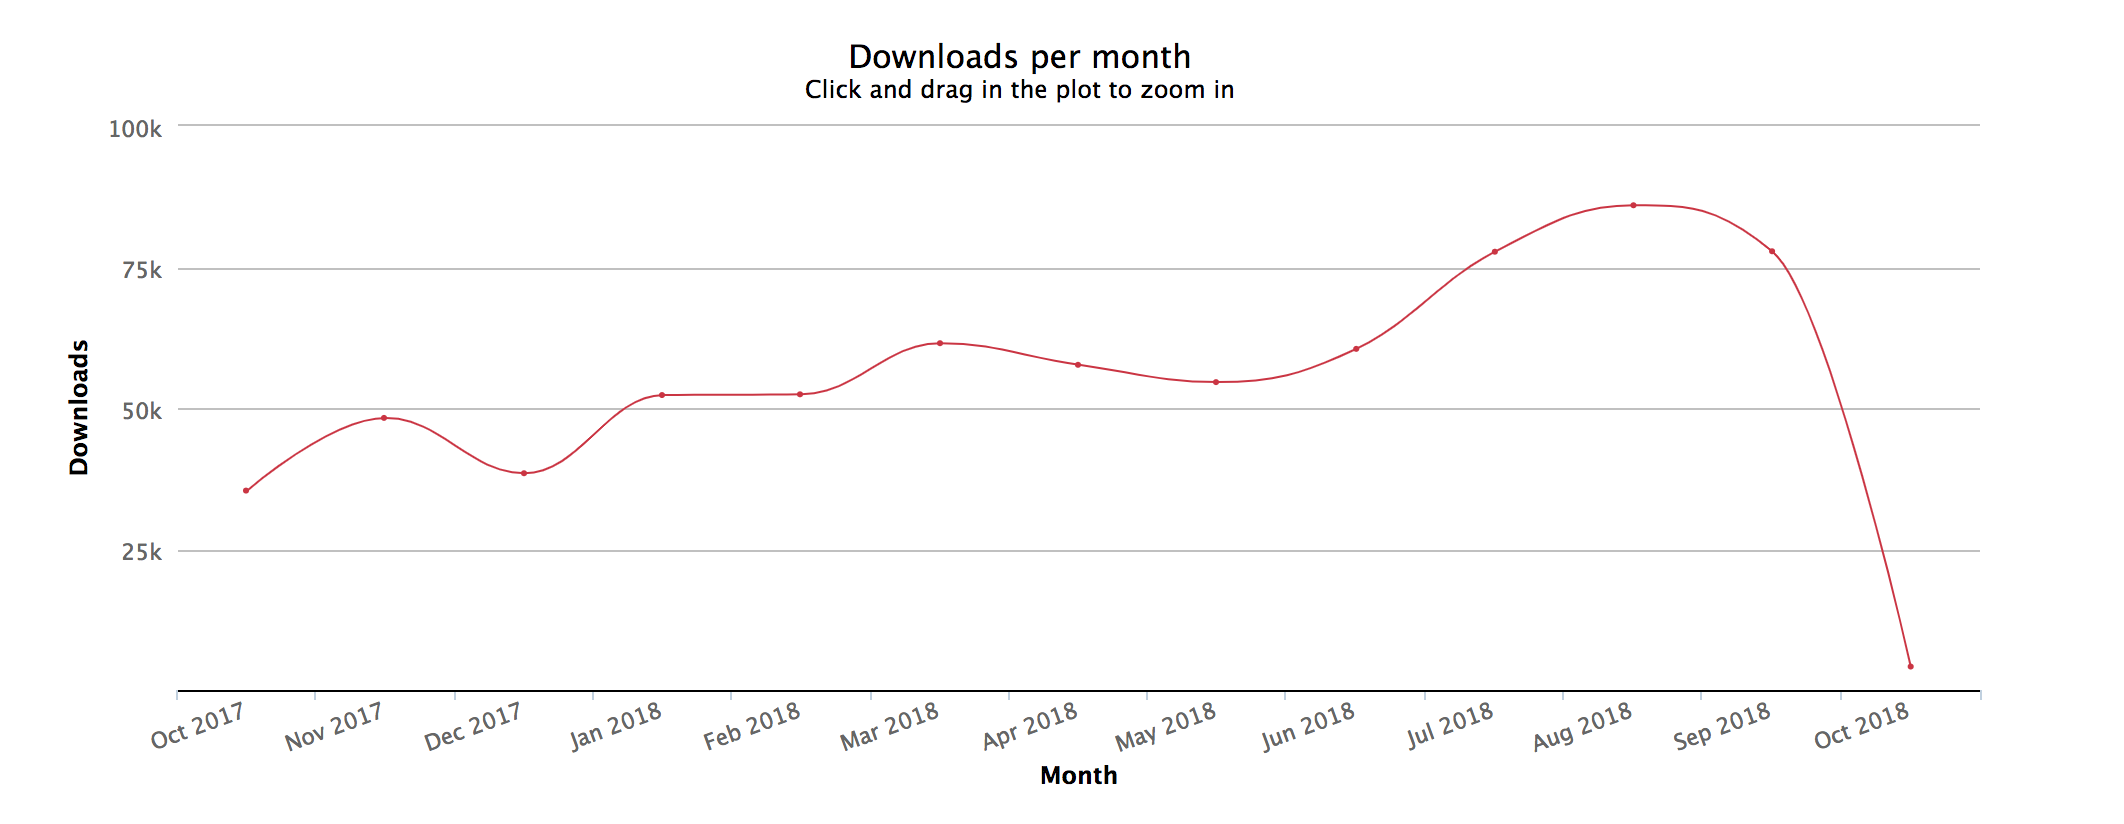 Downloads per month
Click and drag in the plot to zoom in
100k
75k
50k
25k
Downloads
Oct 2017
Nov 2017
Dec 2017
Jan 2018
Feb 2018
Mar 2018
Apr 2018
May 2018
Jun 2018
Jul 2018
Aug 2018
Sep 2018
Oct 2018
Month